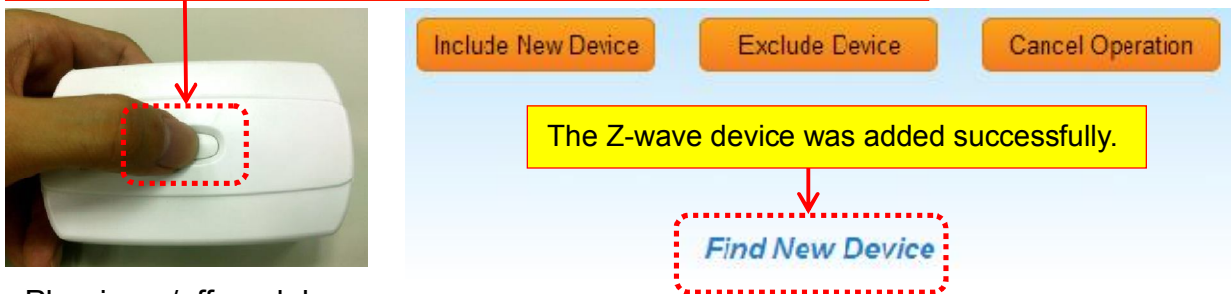 Include New Device
Exclude Device
Cancel Operation
The Z-wave device was added successfully.
Find New Device